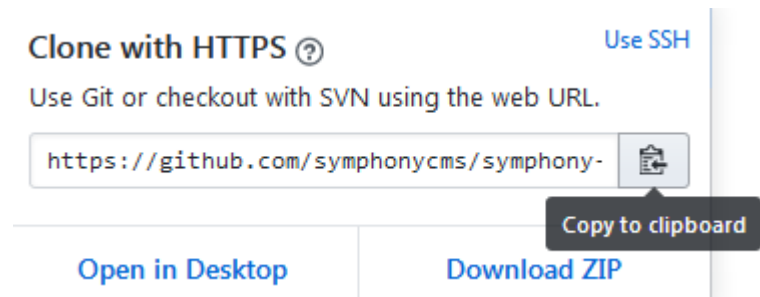 Clone with HTTPS ?
Use SSH
Use Git or checkout with SVN using the web URL.
https://github.com/symphonycms/symphony-
Copy to clipboard
Open in Desktop
Download ZIP